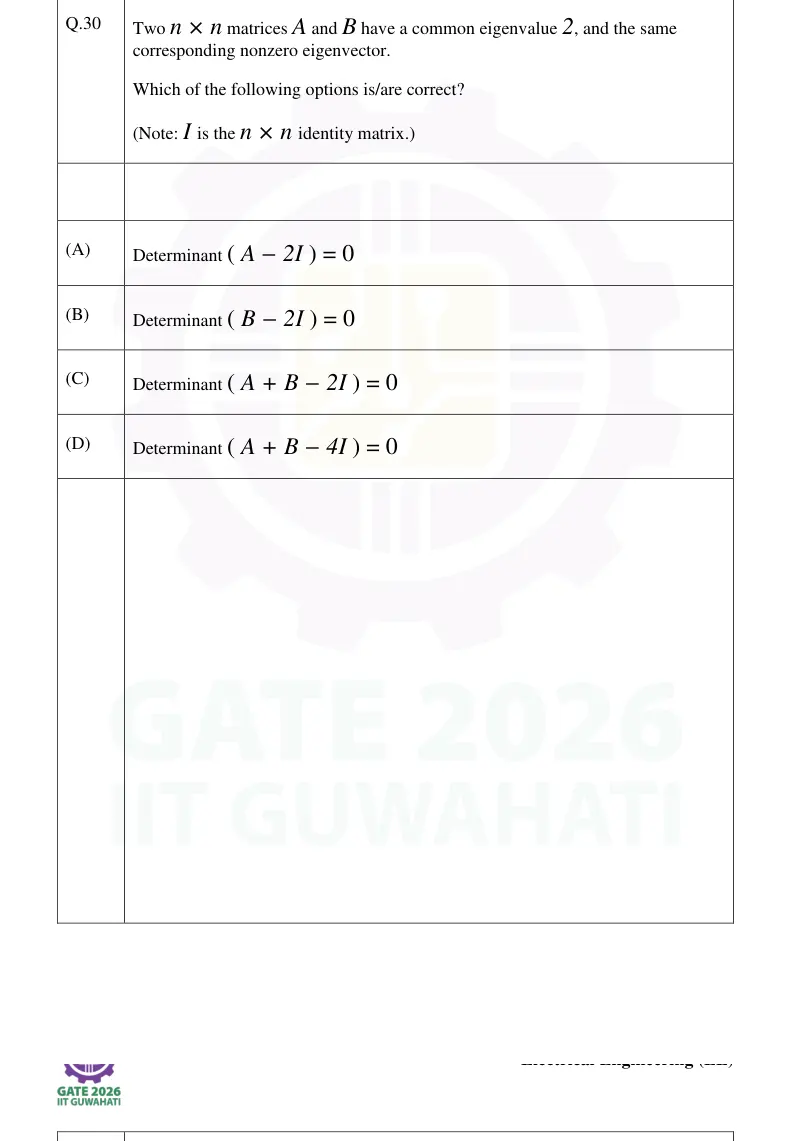 Q.30
Two n × n matrices A and B have a common eigenvalue 2, and the same
corresponding nonzero eigenvector.
Which of the following options is/are correct?
(Note: I is the n × n identity matrix.)
(A) Determinant ( A − 2I ) = 0
(B) Determinant ( B − 2I ) = 0
(C) Determinant ( A + B − 2I ) = 0
(D) Determinant ( A + B − 4I ) = 0
GATE 2026
IIT GUWAHATI
GATE 2026
IIT GUWAHATI